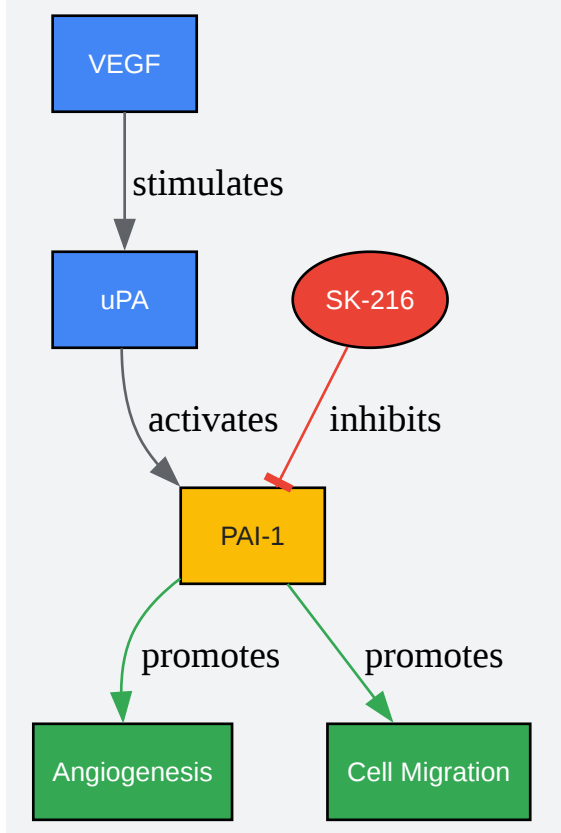 VEGF
stimulates
uPA
SK-216
activates
inhibits
PAI-1
promotes
promotes
Angiogenesis
Cell Migration